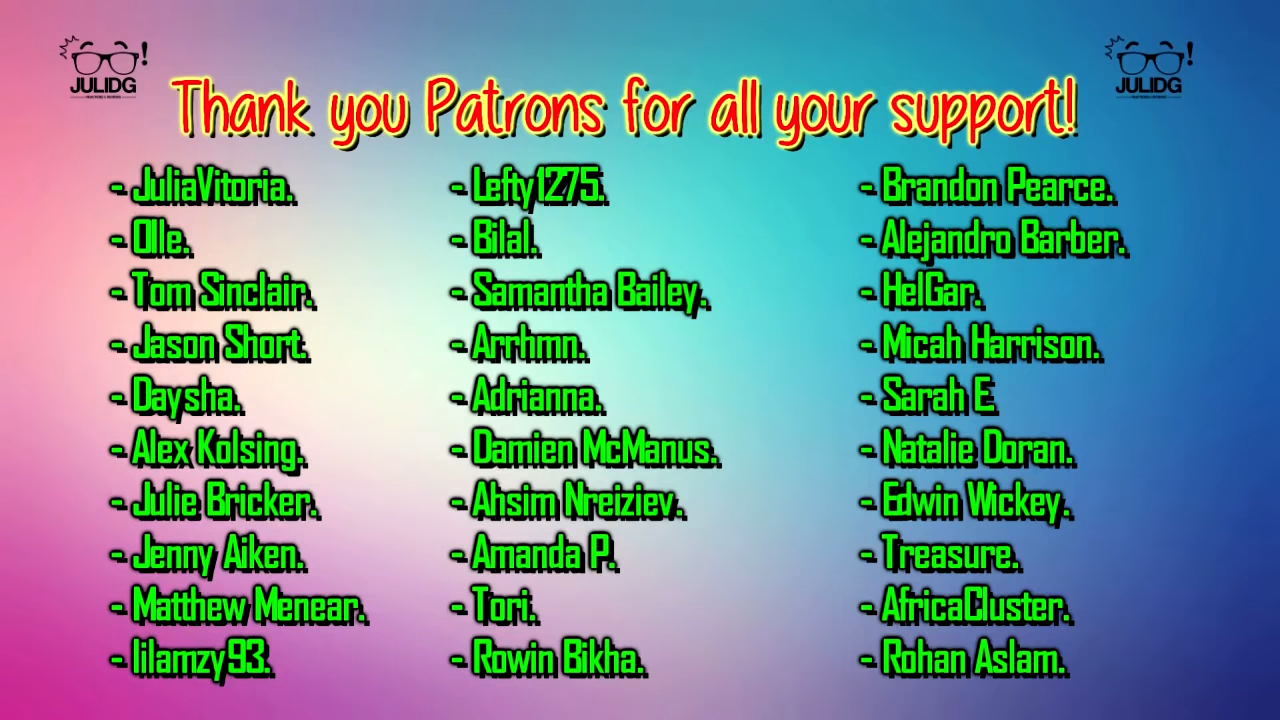 JULIDG
JULIDG
Thank you Patrons for all your support!
- JuliaVitoria.
- Olle.
- Tom Sinclair.
- Jason Short.
- Daysha.
- Alex Kolsing.
- Julie Bricker.
- Jenny Aiken.
- Matthew Menear.
- lilamzy93.
- Lefty1275.
- Bilal.
- Samantha Bailey.
- Arrhmn.
- Adrianna.
- Damien McManus.
- Ahsim Nreiziev.
- Amanda P.
- Tori.
- Rowin Bikha.
- Brandon Pearce.
- Alejandro Barber.
- HelGar.
- Micah Harrison.
- Sarah E.
- Natalie Doran.
- Edwin Wickey.
- Treasure.
- AfricaCluster.
- Rohan Aslam.